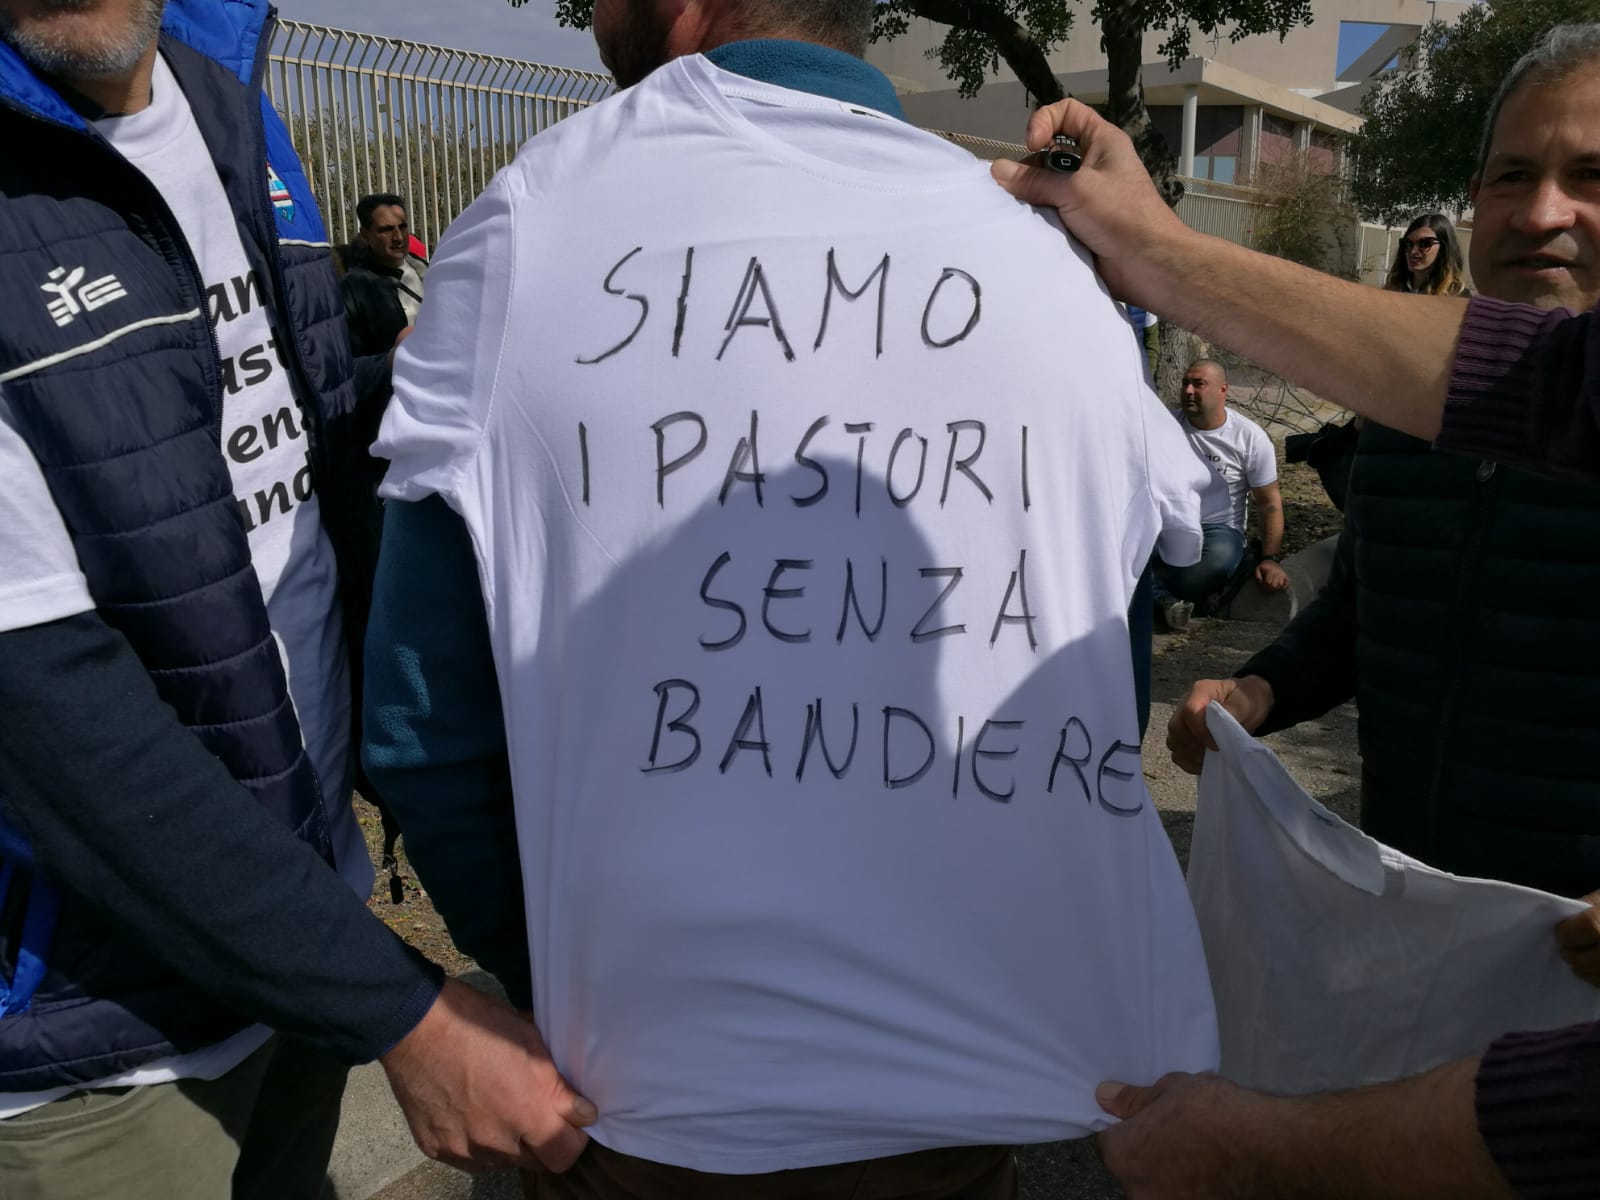 SIAMO
I PASTORI
SENZA
BANDIERE